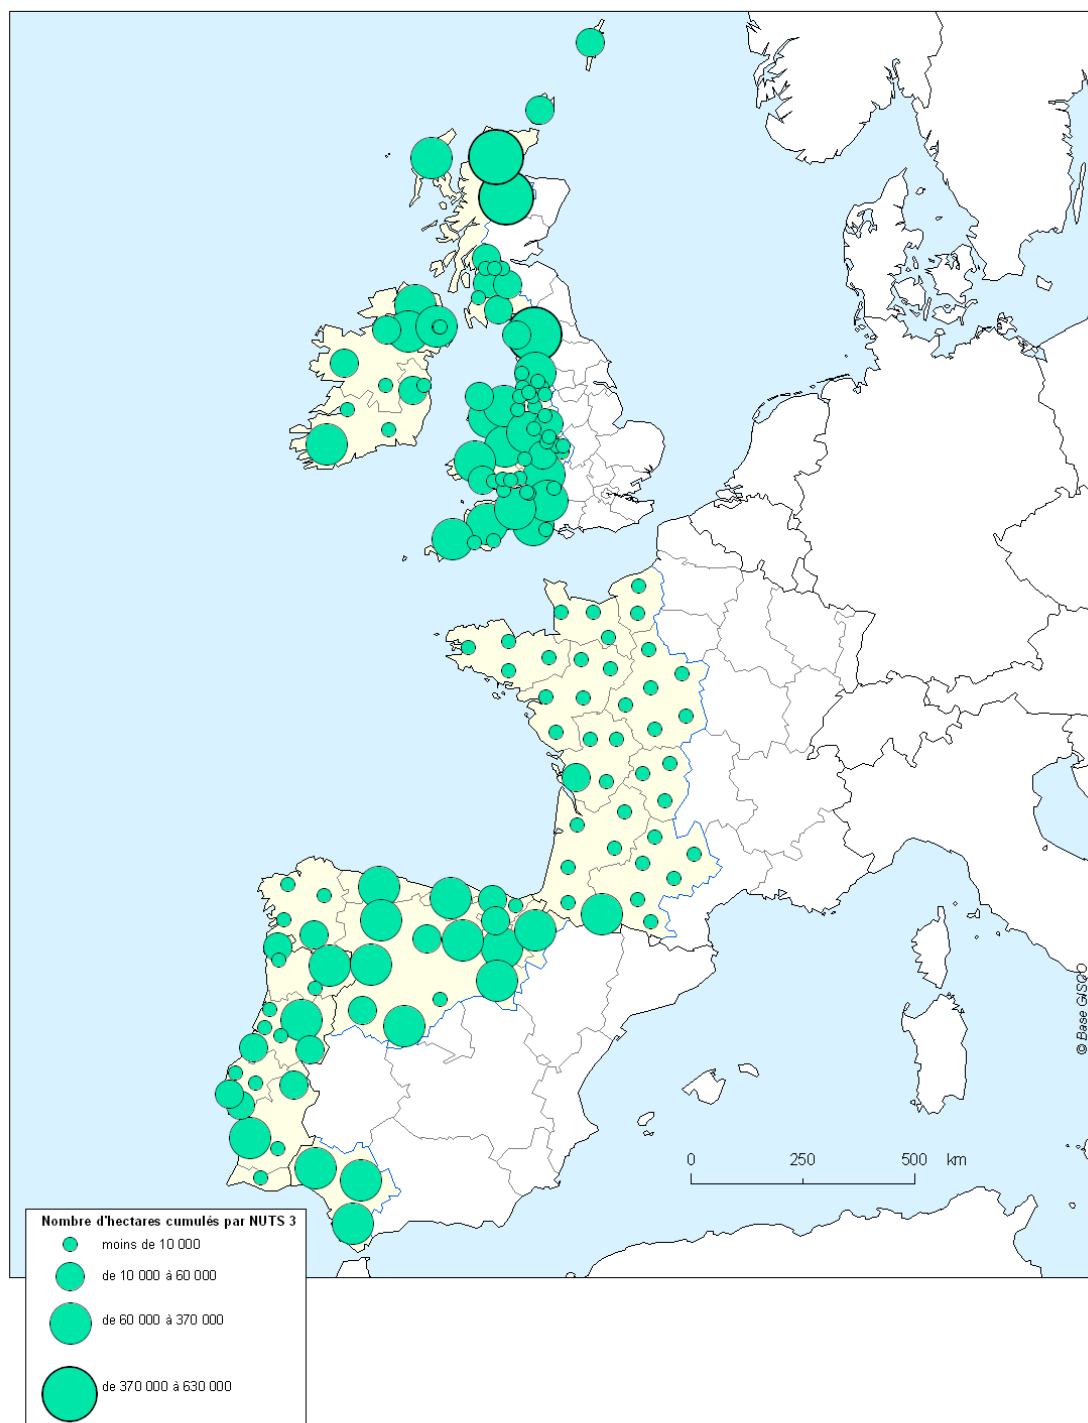 © Base GISCO
0 250 500 km
Nombre d'hectares cumulés par NUTS 3
moins de 10 000
de 10 000 à 60 000
de 60 000 à 370 000
de 370 000 à 630 000